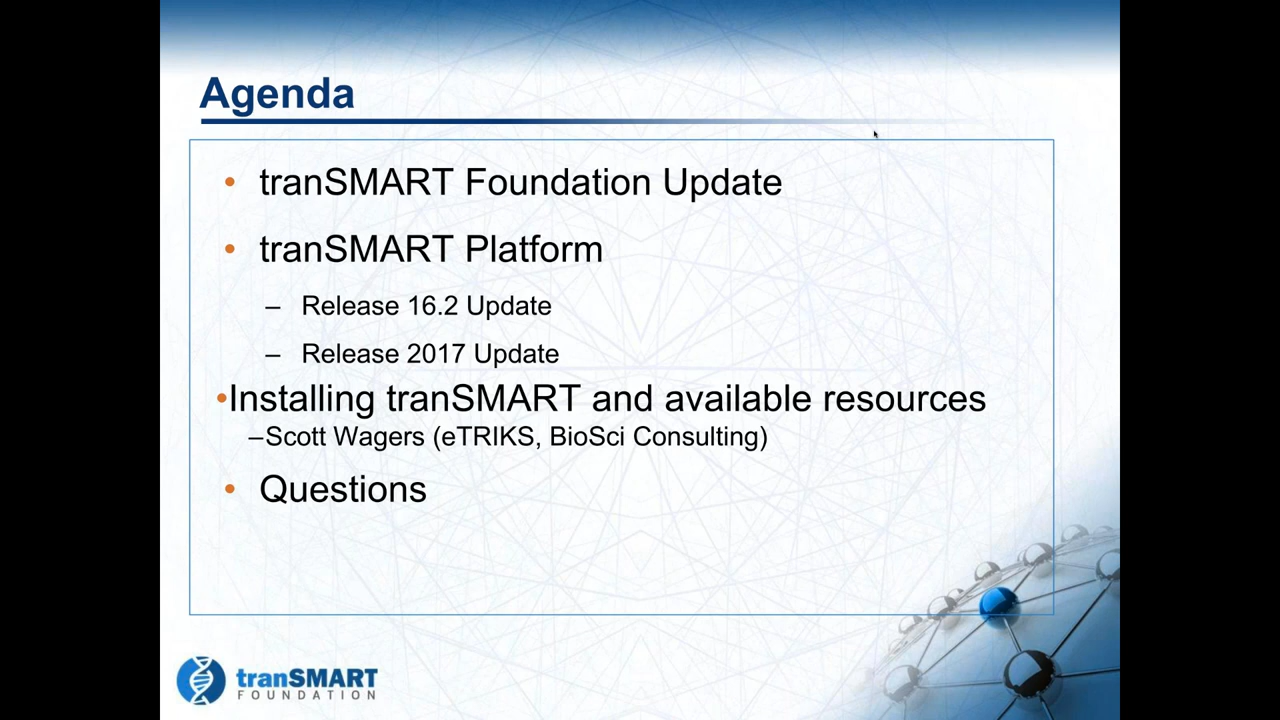 Agenda
• tranSMART Foundation Update
• tranSMART Platform
– Release 16.2 Update
– Release 2017 Update
•Installing tranSMART and available resources
–Scott Wagers (eTRIKS, BioSci Consulting)
• Questions
tranSMART
FOUNDATION